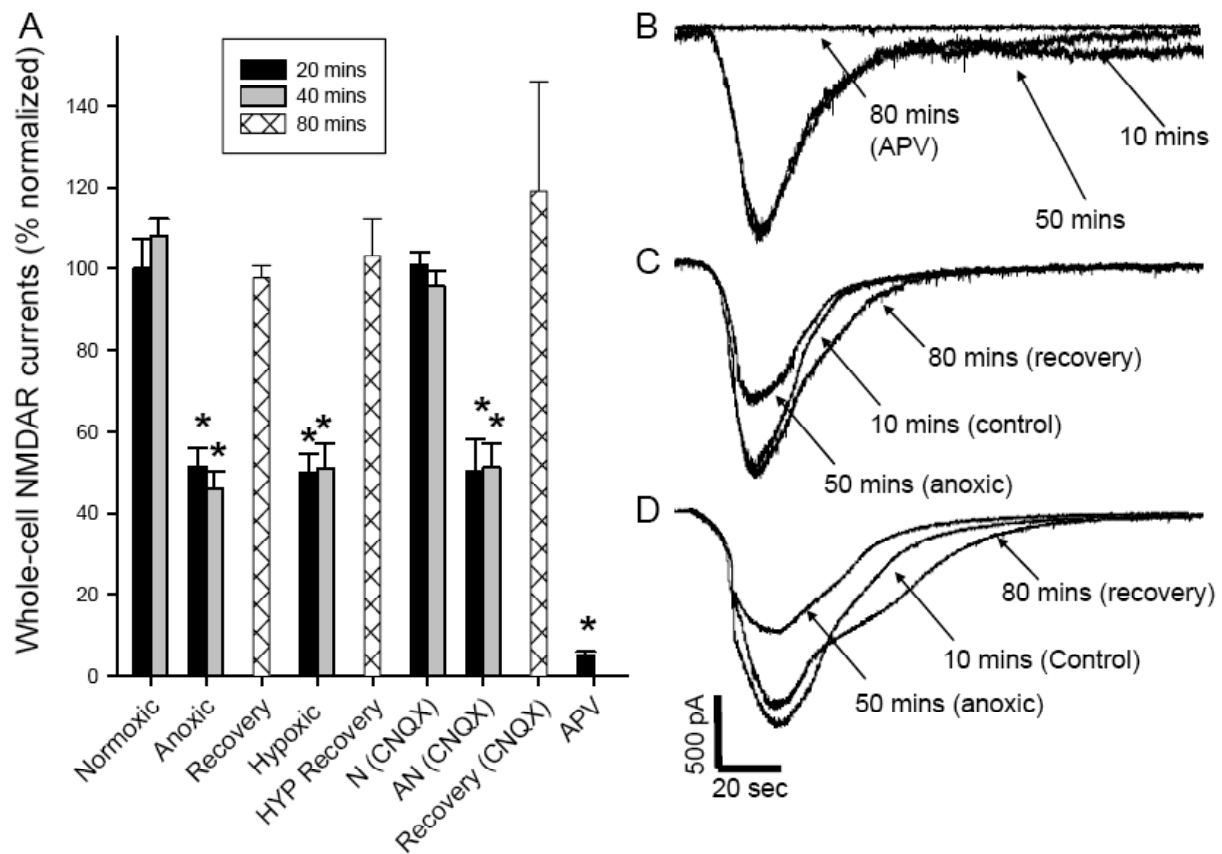 A
Whole-cell NMDAR currents (% normalized)
140
120
100
80
60
40
20
0
20 mins
40 mins
80 mins
*
*
*
*
*
*
*
Normoxic
Anoxic
Recovery
Hypoxic
HYP Recovery
N (CNQX)
AN (CNQX)
Recovery (CNQX)
APV
B
80 mins
(APV)
10 mins
50 mins
C
80 mins (recovery)
10 mins (control)
50 mins (anoxic)
D
80 mins (recovery)
10 mins (Control)
50 mins (anoxic)
500 pA
20 sec